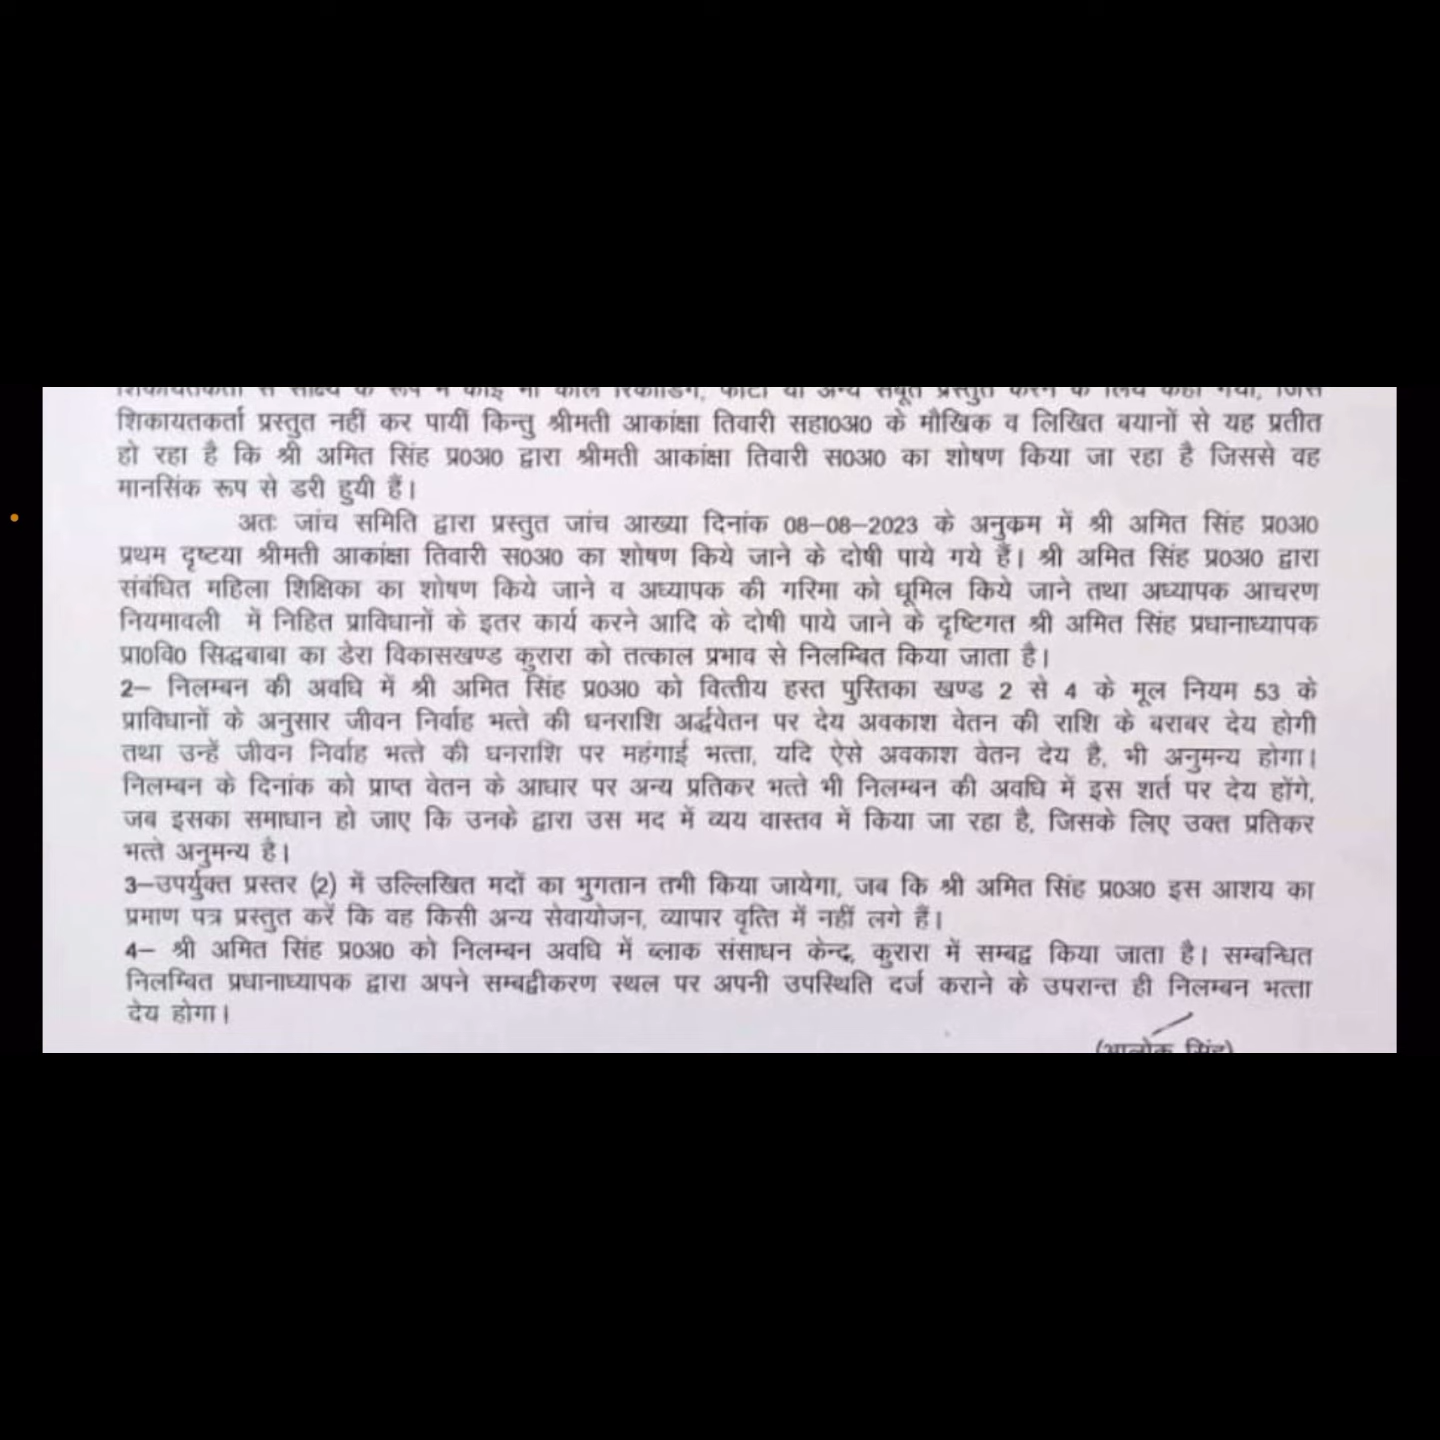 शिकायतकर्ता से साक्ष्य के रूप में कोई भी काल रिकार्डिंग, फोटो या अन्य सबूत प्रस्तुत करने के लिये कहा गया, जिसे
शिकायतकर्ता प्रस्तुत नहीं कर पायीं किन्तु श्रीमती आकांक्षा तिवारी सहा0अ0 के मौखिक व लिखित बयानों से यह प्रतीत
हो रहा है कि श्री अमित सिंह प्र0अ0 द्वारा श्रीमती आकांक्षा तिवारी स0अ0 का शोषण किया जा रहा है जिससे वह
मानसिंक रूप से डरी हुयी हैं।
अतः जांच समिति द्वारा प्रस्तुत जांच आख्या दिनांक 08-08-2023 के अनुक्रम में श्री अमित सिंह प्र0अ0
प्रथम दृष्टया श्रीमती आकांक्षा तिवारी स0अ0 का शोषण किये जाने के दोषी पाये गये हैं। श्री अमित सिंह प्र0अ0 द्वारा
संबंधित महिला शिक्षिका का शोषण किये जाने व अध्यापक की गरिमा को धूमिल किये जाने तथा अध्यापक आचरण
नियमावली में निहित प्राविधानों के इतर कार्य करने आदि के दोषी पाये जाने के दृष्टिगत श्री अमित सिंह प्रधानाध्यापक
प्रा0वि0 सिद्धबाबा का डेरा विकासखण्ड कुरारा को तत्काल प्रभाव से निलम्बित किया जाता है।
2- निलम्बन की अवधि में श्री अमित सिंह प्र0अ0 को वित्तीय हस्त पुस्तिका खण्ड 2 से 4 के मूल नियम 53 के
प्राविधानों के अनुसार जीवन निर्वाह भत्ते की धनराशि अर्द्धवेतन पर देय अवकाश वेतन की राशि के बराबर देय होगी
तथा उन्हें जीवन निर्वाह भत्ते की धनराशि पर महंगाई भत्ता, यदि ऐसे अवकाश वेतन देय है, भी अनुमन्य होगा।
निलम्बन के दिनांक को प्राप्त वेतन के आधार पर अन्य प्रतिकर भत्ते भी निलम्बन की अवधि में इस शर्त पर देय होंगे,
जब इसका समाधान हो जाए कि उनके द्वारा उस मद में व्यय वास्तव में किया जा रहा है, जिसके लिए उक्त प्रतिकर
भत्ते अनुमन्य है।
3-उपर्युक्त प्रस्तर (2) में उल्लिखित मदों का भुगतान तभी किया जायेगा, जब कि श्री अमित सिंह प्र0अ0 इस आशय का
प्रमाण पत्र प्रस्तुत करें कि वह किसी अन्य सेवायोजन, व्यापार वृत्ति में नहीं लगे हैं।
4- श्री अमित सिंह प्र0अ0 को निलम्बन अवधि में ब्लाक संसाधन केन्द्र, कुरारा में सम्बद्व किया जाता है। सम्बन्धित
निलम्बित प्रधानाध्यापक द्वारा अपने सम्बद्वीकरण स्थल पर अपनी उपस्थिति दर्ज कराने के उपरान्त ही निलम्बन भत्ता
देय होगा।
(आलोक सिंह)